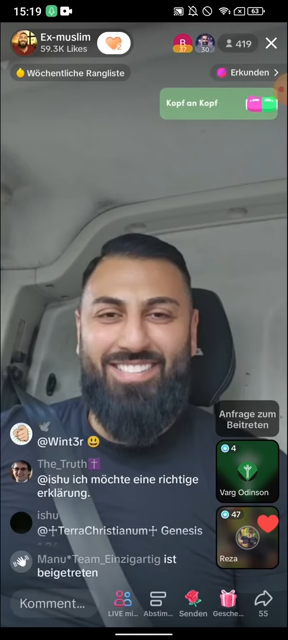 15:19
63
Ex-muslim
59.3K Likes
17
30
419
Wöchentliche Rangliste
Erkunden >
Kopf an Kopf
@Wint3r 😃
Anfrage zum
Beitreten
The_Truth✝️
@ishu ich möchte eine richtige
erklärung.
4
Varg Odinson
ishu
@☩TerraChristianum☩ Genesis
47
Reza
Manu*Team_Einzigartig ist
beigetreten
Komment...
LIVE mi...
Abstim...
Senden
Gesche...
55